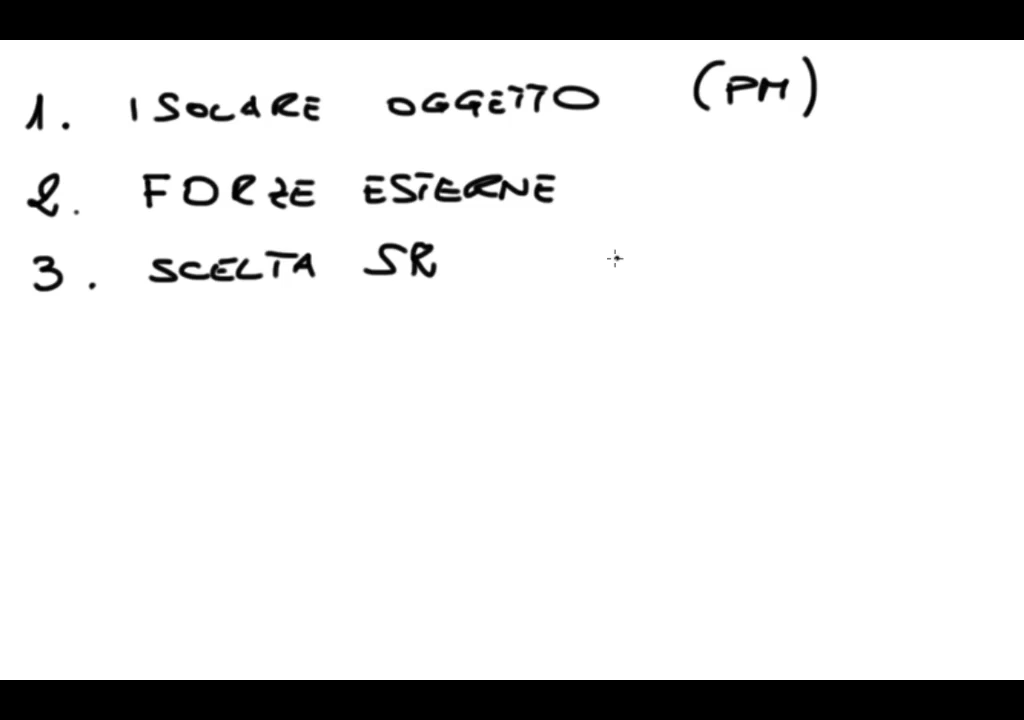 1. ISOLARE OGGETTO (PM)
2. FORZE ESTERNE
3. SCELTA SR